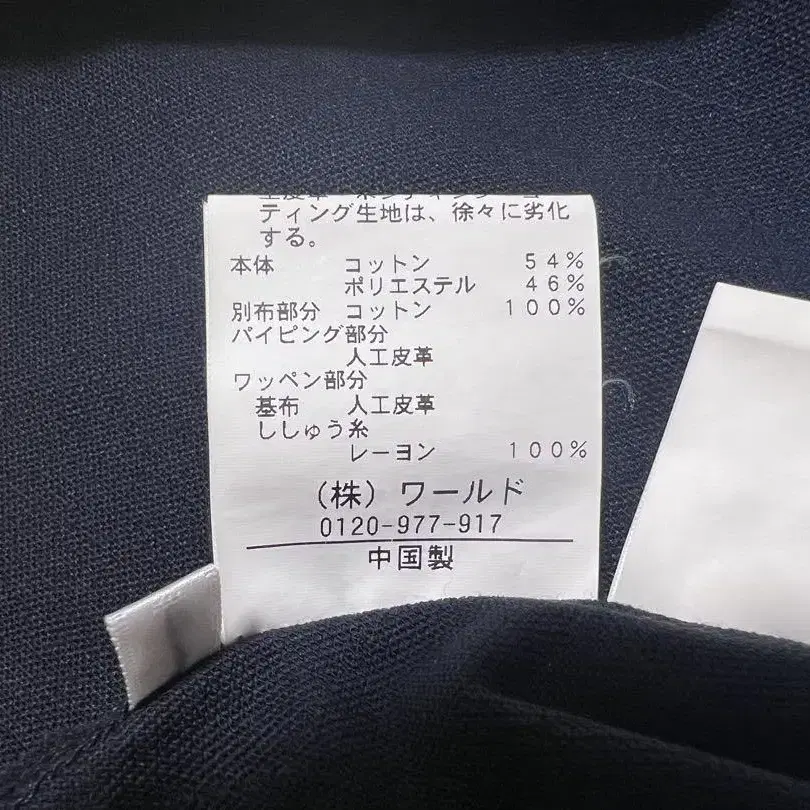 ティング生地は、徐々に劣化
する。
本体 コットン 54%
ポリエステル 46%
別布部分 コットン 100%
パイピング部分
人工皮革
ワッペン部分
基布 人工皮革
ししゅう糸
レーヨン 100%
(株)ワールド
0120-977-917
中国製